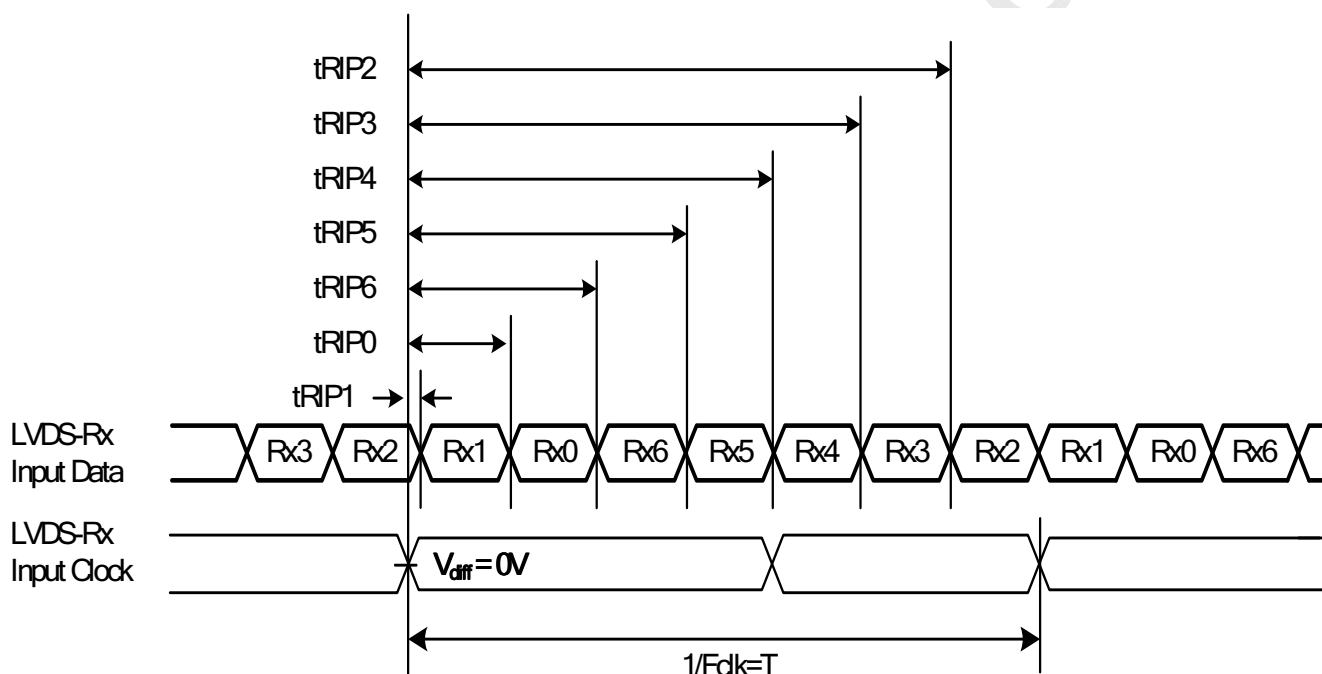 tRIP2
tRIP3
tRIP4
tRIP5
tRIP6
tRIP0
tRIP1
LVDS-Rx
Input Data
Rx3 Rx2 Rx1 Rx0 Rx6 Rx5 Rx4 Rx3 Rx2 Rx1 Rx0 Rx6
LVDS-Rx
Input Clock
Vdiff = 0V
1/Fclk=T